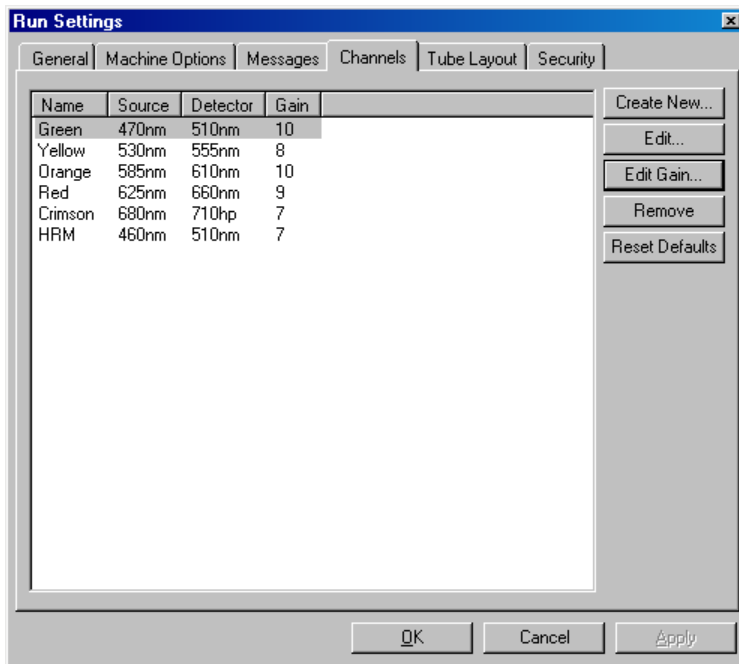 Run Settings
General Machine Options Messages Channels Tube Layout Security
Name Source Detector Gain
Green 470nm 510nm 10
Yellow 530nm 555nm 8
Orange 585nm 610nm 10
Red 625nm 660nm 9
Crimson 680nm 710hp 7
HRM 460nm 510nm 7
Create New...
Edit...
Edit Gain...
Remove
Reset Defaults
OK Cancel Apply